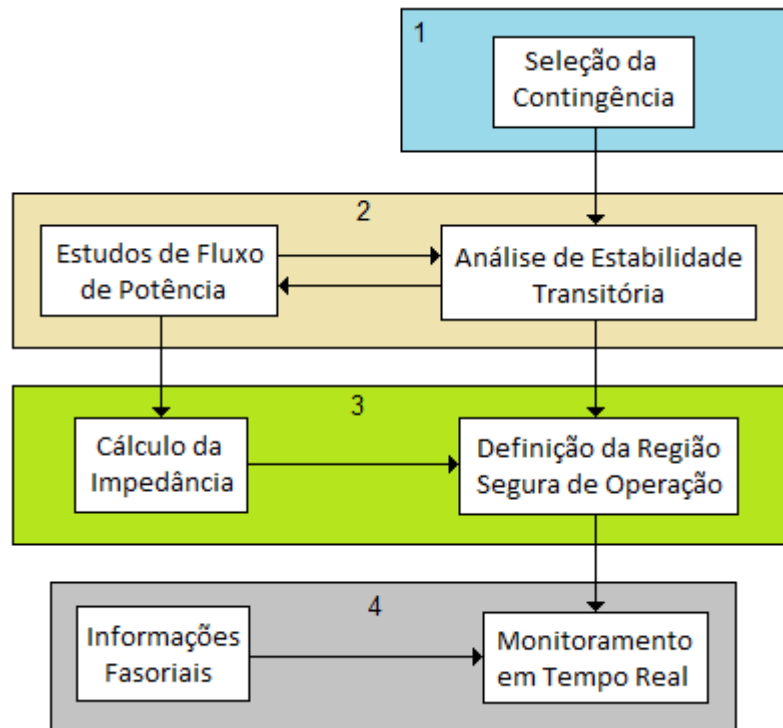 1
Seleção da
Contingência
2
Estudos de Fluxo
de Potência
Análise de Estabilidade
Transitória
3
Cálculo da
Impedância
Definição da Região
Segura de Operação
4
Informações
Fasoriais
Monitoramento
em Tempo Real